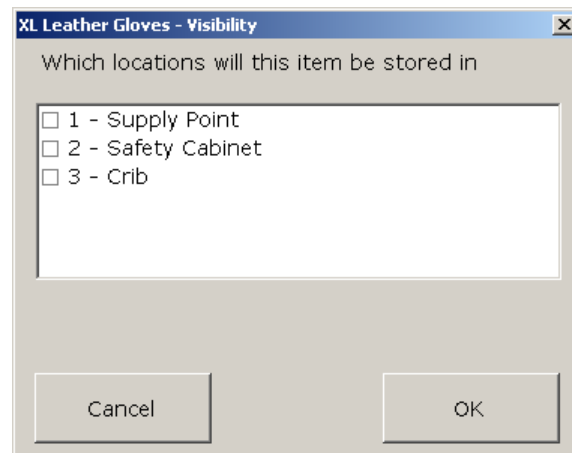 XL Leather Gloves - Visibility
Which locations will this item be stored in
1 - Supply Point
2 - Safety Cabinet
3 - Crib
Cancel
OK